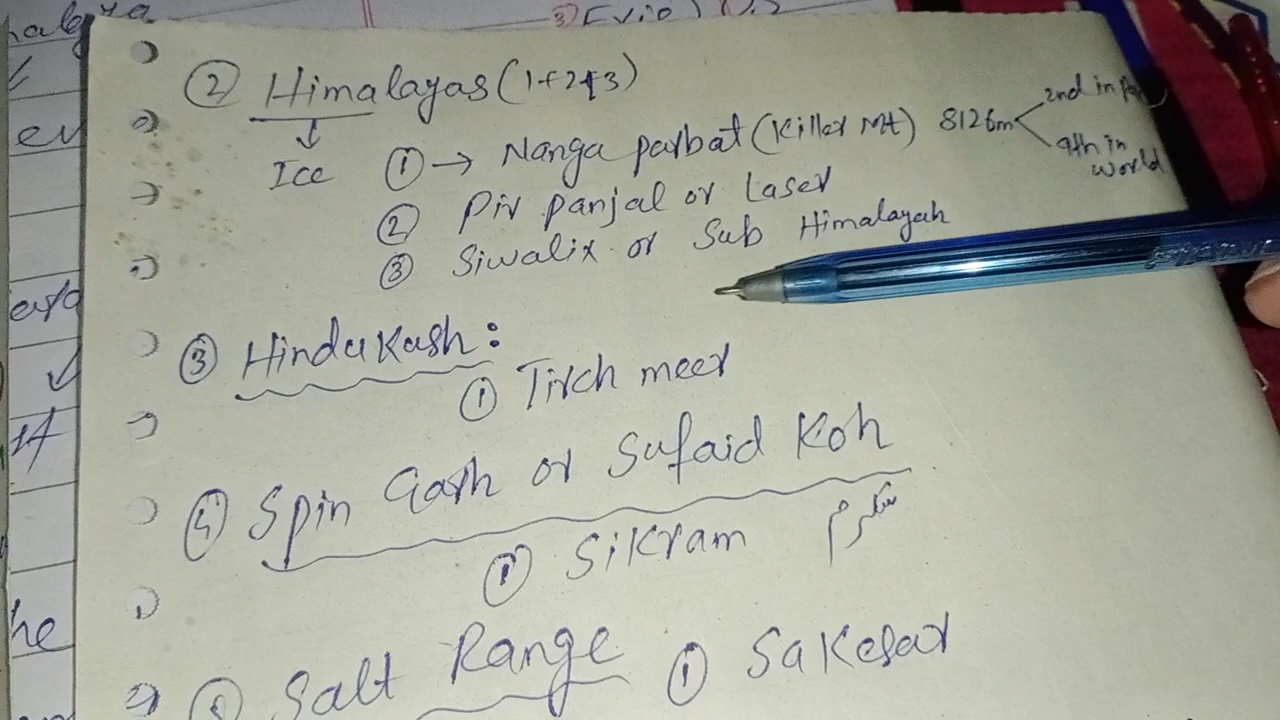 ② Himalayas (1+2+3)
↓
Ice
① → Nanga parbat (Killer Mt) 8126m
2nd in
9th in world
② Pir panjal or Laser
③ Siwalix or Sub Himalayah
③ HinduKush:
① Tirch meer
④ Spin Garh or Sufaid Koh
① Sikram سکرم
Salt Range ① Sakesar
he